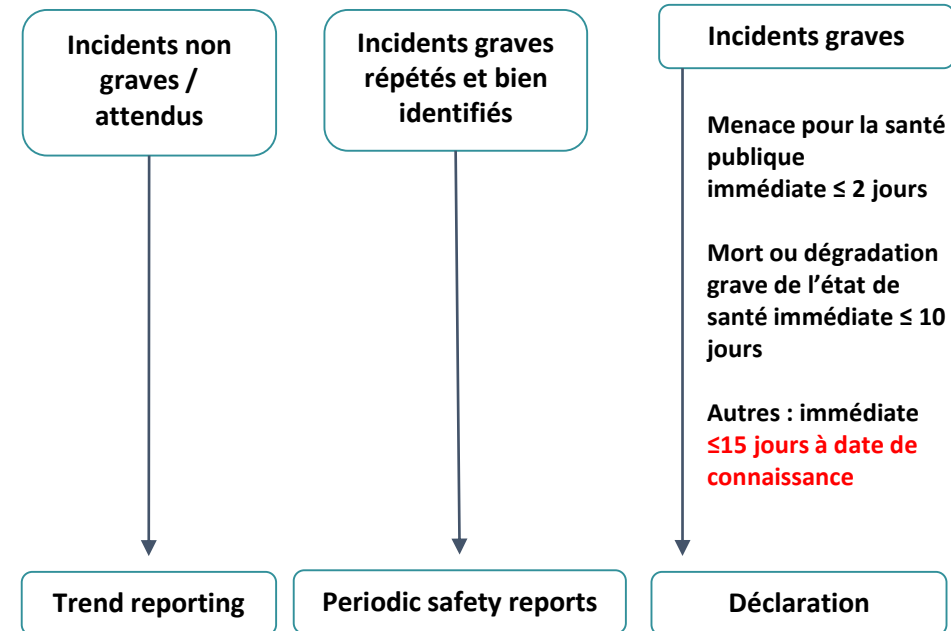 Incidents non
graves /
attendus
Incidents graves
répétés et bien
identifiés
Incidents graves
Menace pour la santé
publique
immédiate ≤ 2 jours
Mort ou dégradation
grave de l’état de
santé immédiate ≤ 10
jours
Autres : immédiate
≤15 jours à date de
connaissance
Trend reporting
Periodic safety reports
Déclaration